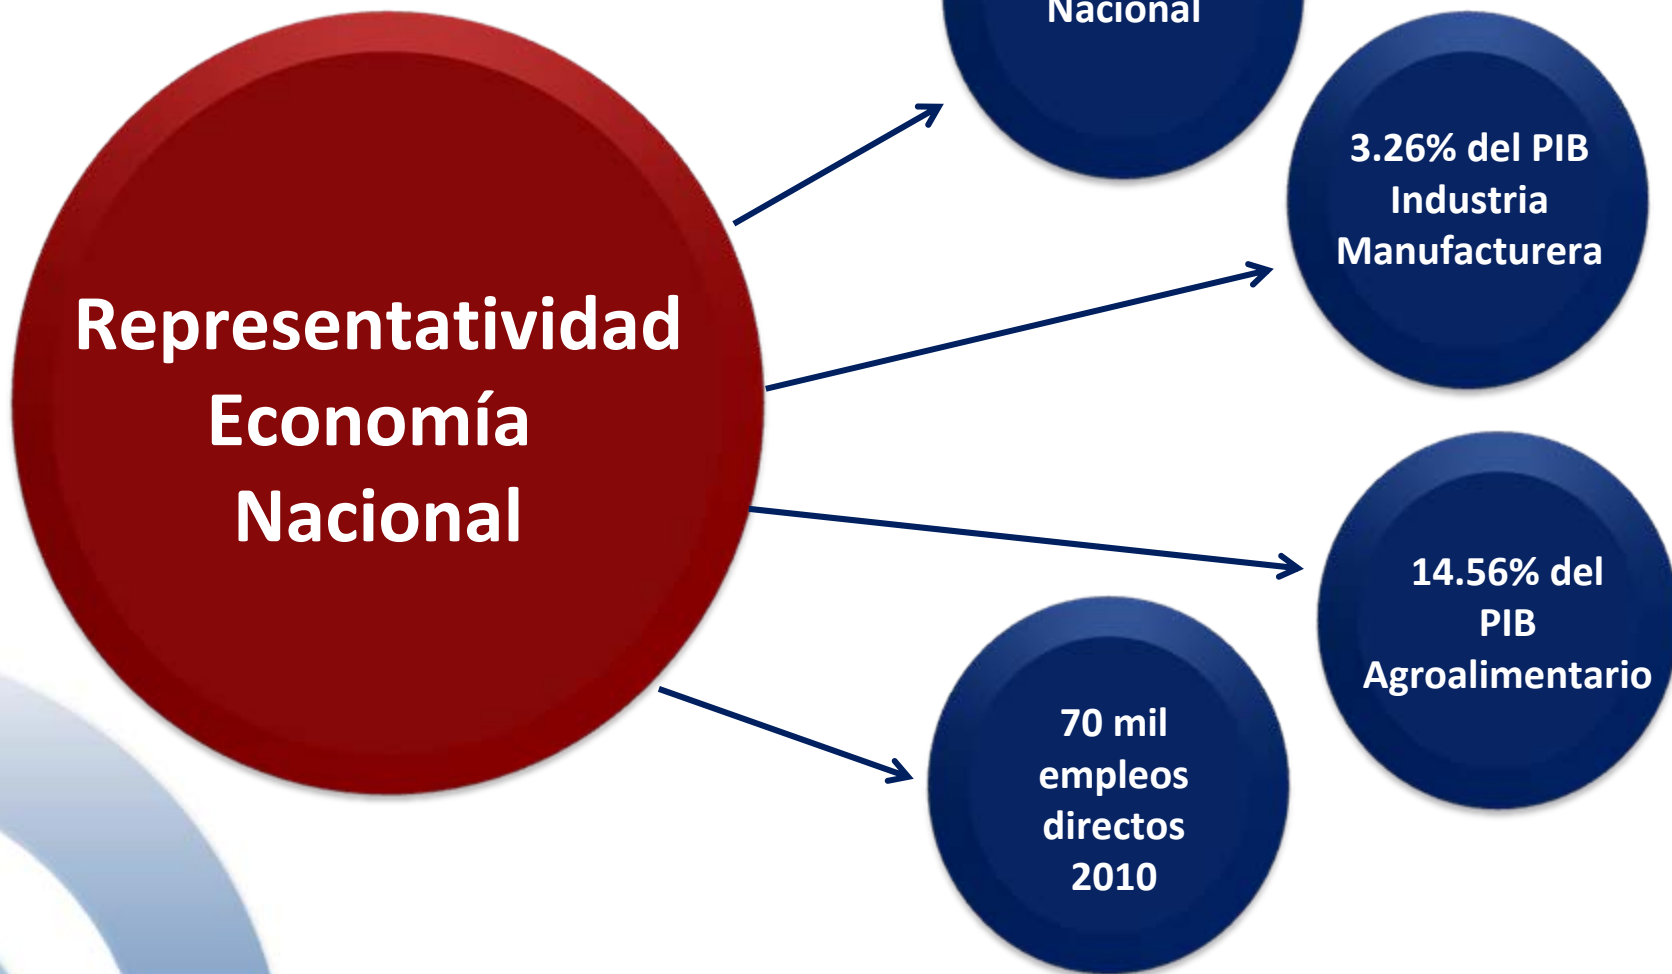 Representatividad
Economía
Nacional
Nacional
3.26% del PIB
Industria
Manufacturera
14.56% del
PIB
Agroalimentario
70 mil
empleos
directos
2010